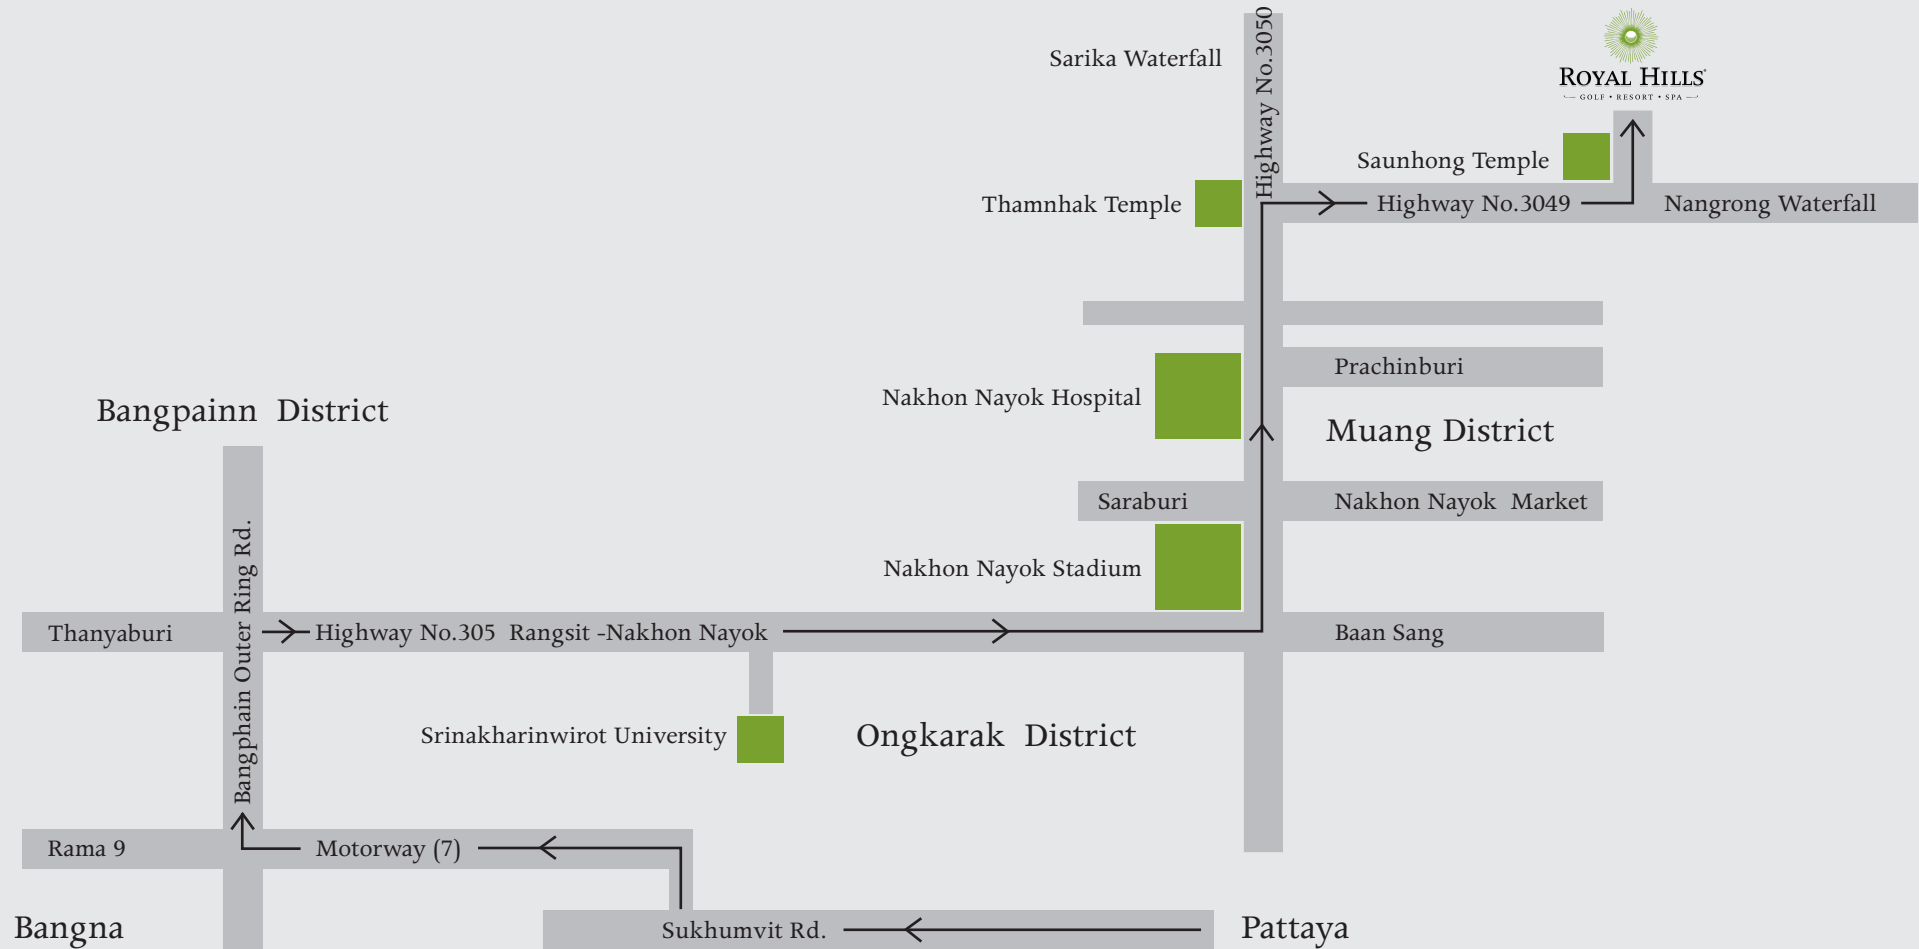 Highway No.3050
Sarika Waterfall
ROYAL HILLS
GOLF • RESORT • SPA
Saunhong Temple
Thamnhak Temple
Highway No.3049
Nangrong Waterfall
Prachinburi
Nakhon Nayok Hospital
Bangpainn District
Muang District
Saraburi
Nakhon Nayok Market
Nakhon Nayok Stadium
Bangphain Outer Ring Rd.
Thanyaburi
Highway No.305 Rangsit -Nakhon Nayok
Baan Sang
Srinakharinwirot University
Ongkarak District
Rama 9
Motorway (7)
Bangna
Sukhumvit Rd.
Pattaya